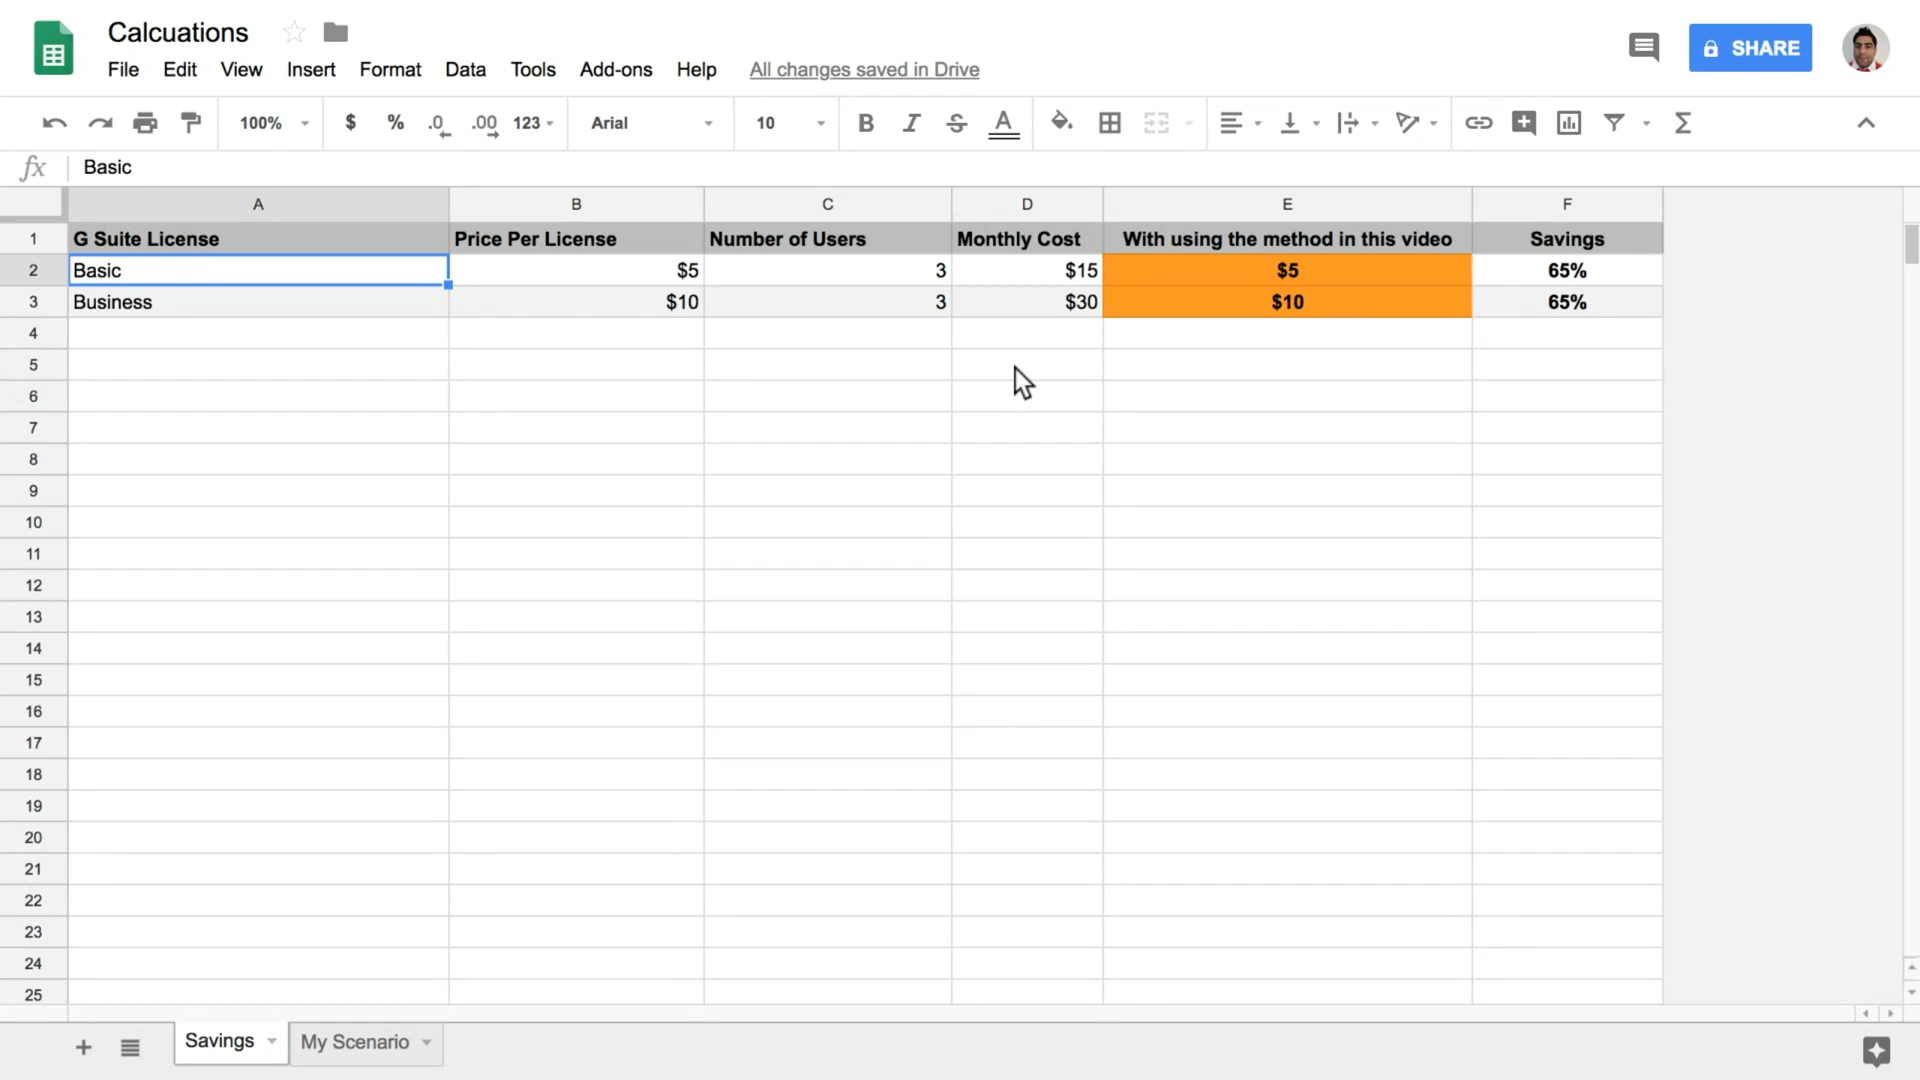 Calcuations
File Edit View Insert Format Data Tools Add-ons Help All changes saved in Drive
SHARE
100% $ % .0 .00 123 Arial 10 B I S A Σ
fx Basic
A B C D E F
1 G Suite License Price Per License Number of Users Monthly Cost With using the method in this video Savings
2 Basic $5 3 $15 $5 65%
3 Business $10 3 $30 $10 65%
4
5
6
7
8
9
10
11
12
13
14
15
16
17
18
19
20
21
22
23
24
25
+ Savings My Scenario